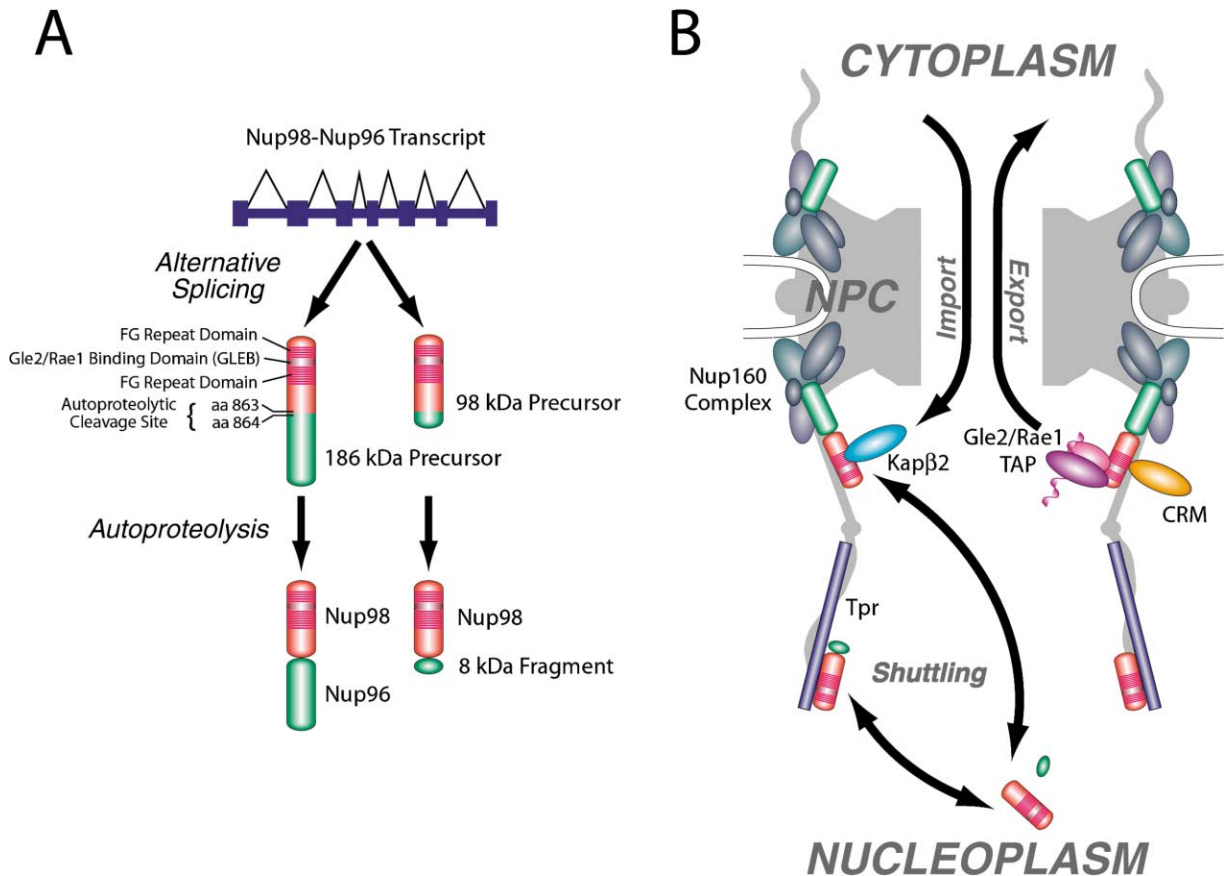 A
Nup98-Nup96 Transcript
Alternative
Splicing
FG Repeat Domain
Gle2/Rae1 Binding Domain (GLEB)
FG Repeat Domain
Autoproteolytic
Cleavage Site
{
aa 863
aa 864
98 kDa Precursor
186 kDa Precursor
Autoproteolysis
Nup98
Nup98
8 kDa Fragment
Nup96
B
CYTOPLASM
Import
Export
NPC
Nup160
Complex
Kapβ2
Gle2/Rae1
TAP
CRM
Tpr
Shuttling
NUCLEOPLASM